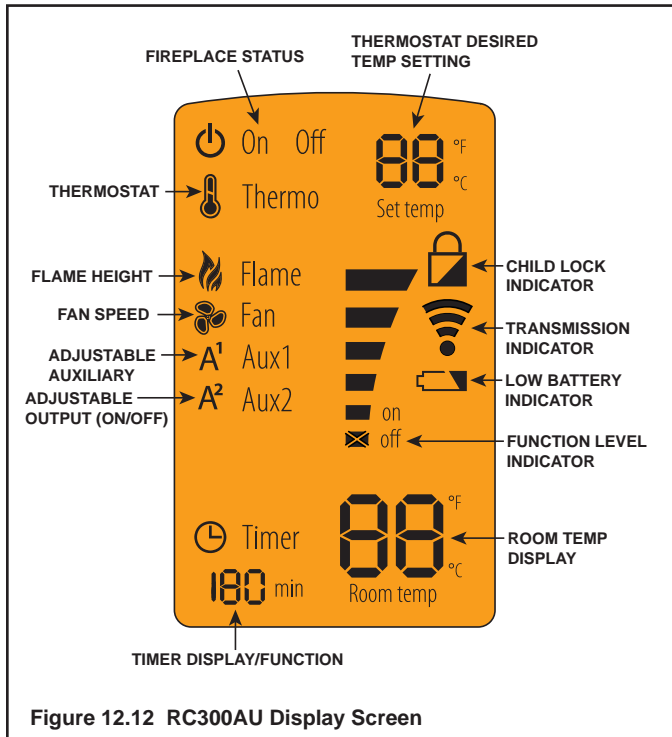 FIREPLACE STATUS
THERMOSTAT DESIRED
TEMP SETTING
On Off
88 °F
°C
Set temp
THERMOSTAT
Thermo
FLAME HEIGHT
Flame
CHILD LOCK
INDICATOR
FAN SPEED
Fan
TRANSMISSION
INDICATOR
ADJUSTABLE
AUXILIARY
A¹ Aux1
ADJUSTABLE
OUTPUT (ON/OFF)
A² Aux2
LOW BATTERY
INDICATOR
on
off
FUNCTION LEVEL
INDICATOR
Timer
180 min
88 °F
°C
Room temp
ROOM TEMP
DISPLAY
TIMER DISPLAY/FUNCTION
Figure 12.12 RC300AU Display Screen